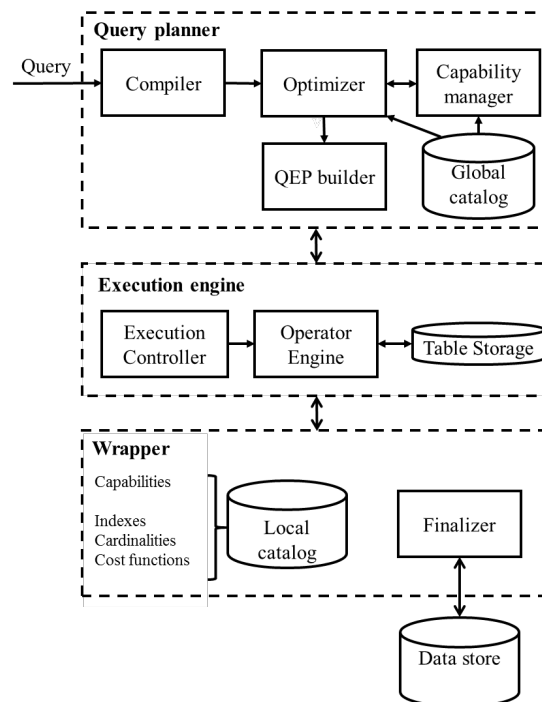 Query planner
Query
Compiler
Optimizer
Capability
manager
QEP builder
Global
catalog
Execution engine
Execution
Controller
Operator
Engine
Table Storage
Wrapper
Capabilities
Indexes
Cardinalities
Cost functions
Local
catalog
Finalizer
Data store